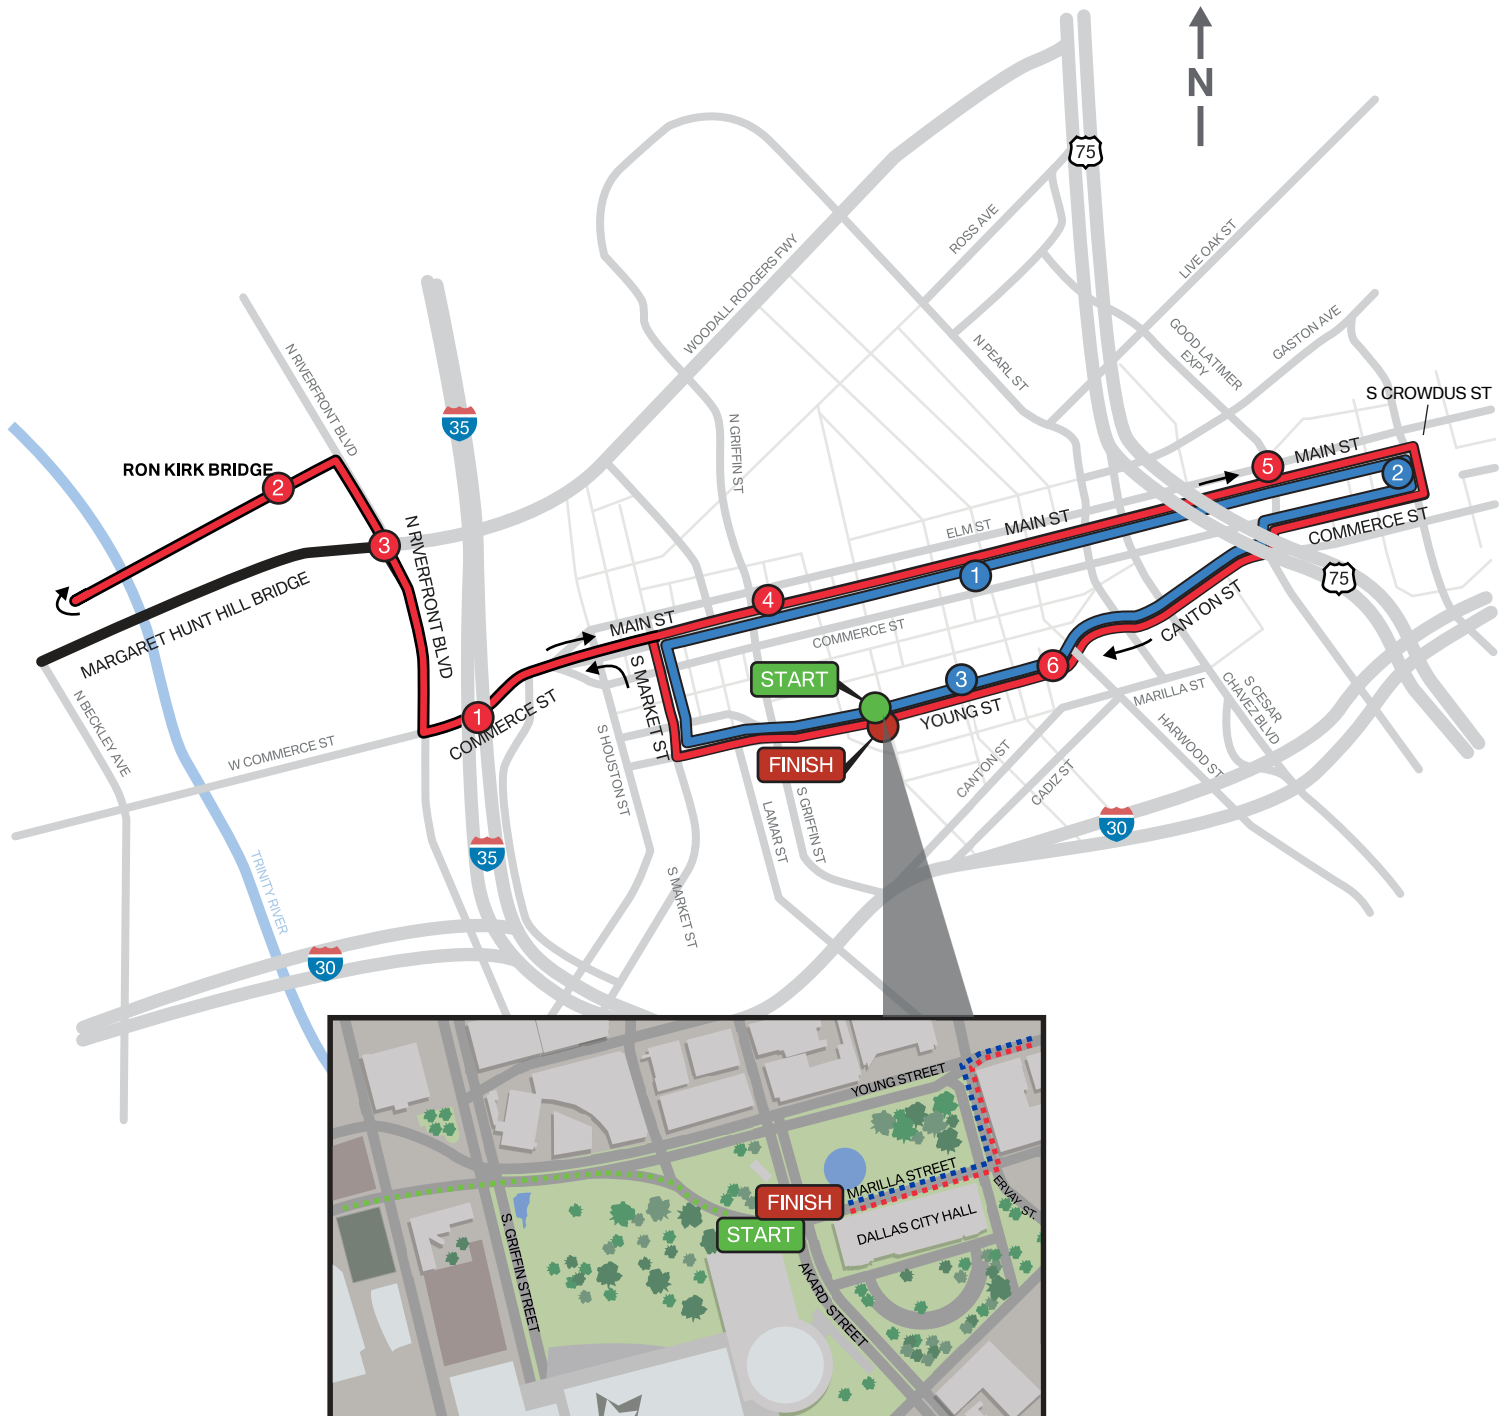 N
75
ROSS AVE
LIVE OAK ST
WOODALL RODGERS FWY
N PEARL ST
GOOD LATIMER
EXPY
GASTON AVE
S CROWDUS ST
N RIVERFRONT BLVD
35
N GRIFFIN ST
RON KIRK BRIDGE
2
5
MAIN ST
2
3
N RIVERFRONT BLVD
ELM ST
MAIN ST
COMMERCE ST
1
75
MARGARET HUNT HILL BRIDGE
4
MAIN ST
COMMERCE ST
CANTON ST
S MARKET ST
START
3
6
YOUNG ST
MARILLA ST
S CESAR
CHAVEZ BLVD
HARWOOD ST
1
COMMERCE ST
N BECKLEY AVE
W COMMERCE ST
S HOUSTON ST
FINISH
CANTON ST
CADIZ ST
30
LAMAR ST
S GRIFFIN ST
35
TRINITY RIVER
S MARKET ST
30
YOUNG STREET
MARILLA STREET
FINISH
START
DALLAS CITY HALL
ERVAY ST.
S. GRIFFIN STREET
AKARD STREET